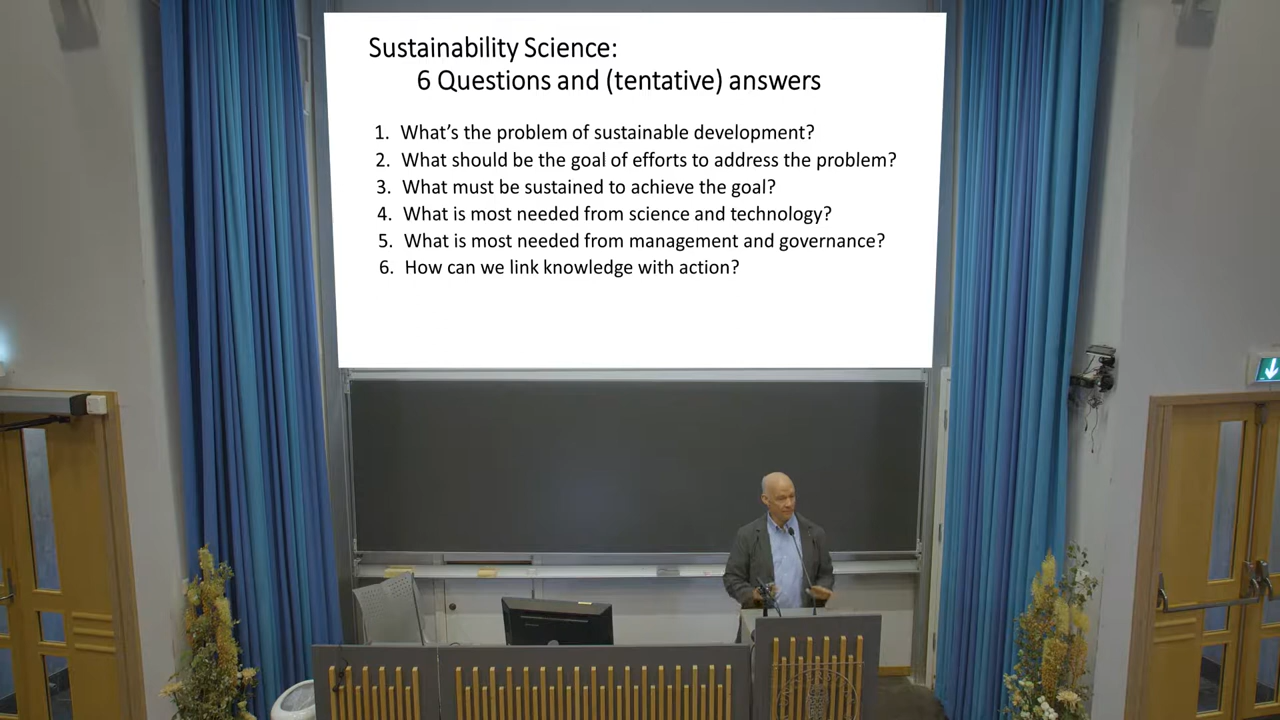 Sustainability Science:
6 Questions and (tentative) answers
1. What's the problem of sustainable development?
2. What should be the goal of efforts to address the problem?
3. What must be sustained to achieve the goal?
4. What is most needed from science and technology?
5. What is most needed from management and governance?
6. How can we link knowledge with action?